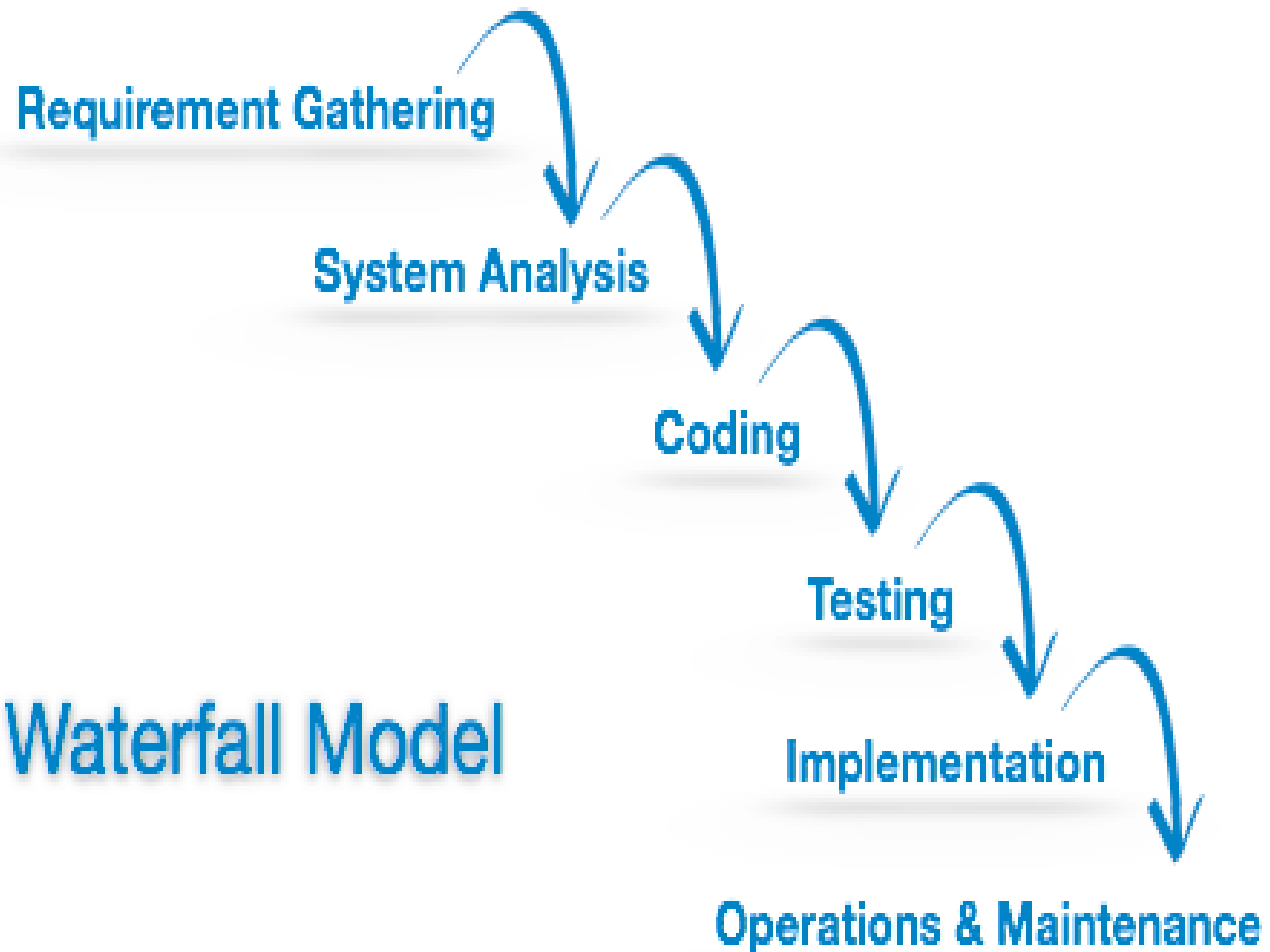 Requirement Gathering
System Analysis
Coding
Testing
Waterfall Model
Implementation
Operations & Maintenance